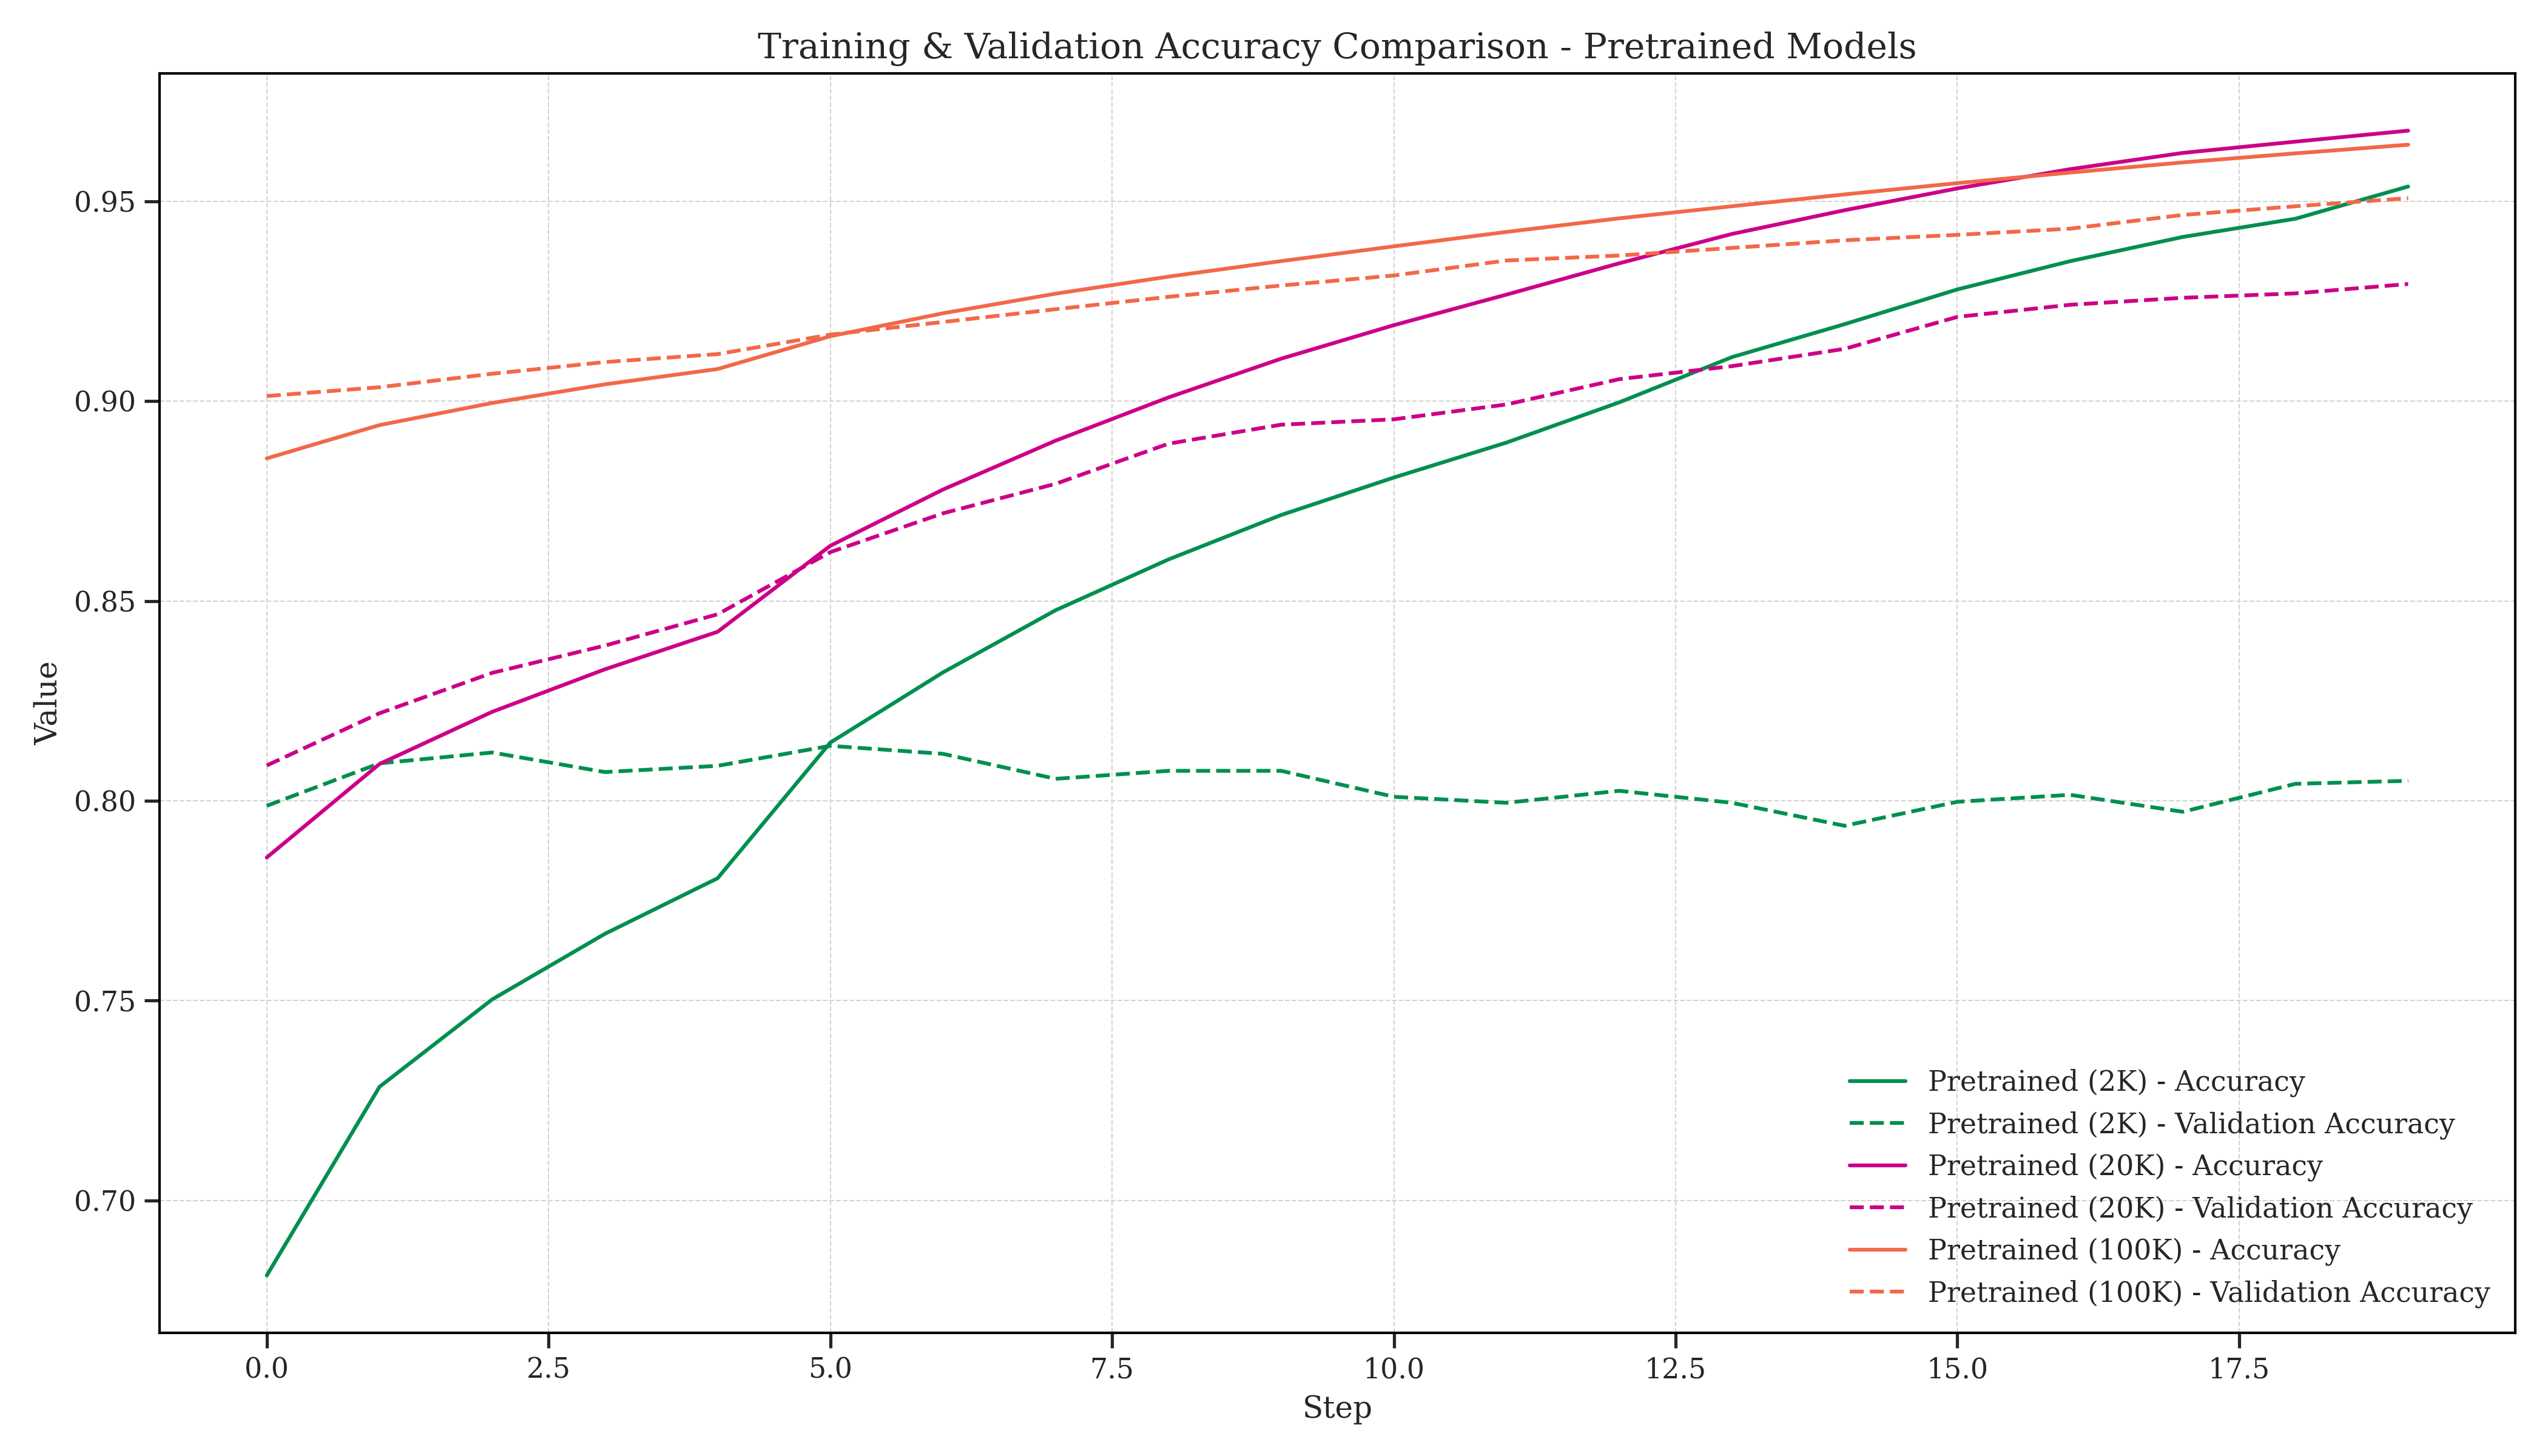 Training & Validation Accuracy Comparison - Pretrained Models
Value
0.95
0.90
0.85
0.80
0.75
0.70
0.0 2.5 5.0 7.5 10.0 12.5 15.0 17.5
Step
Pretrained (2K) - Accuracy
Pretrained (2K) - Validation Accuracy
Pretrained (20K) - Accuracy
Pretrained (20K) - Validation Accuracy
Pretrained (100K) - Accuracy
Pretrained (100K) - Validation Accuracy